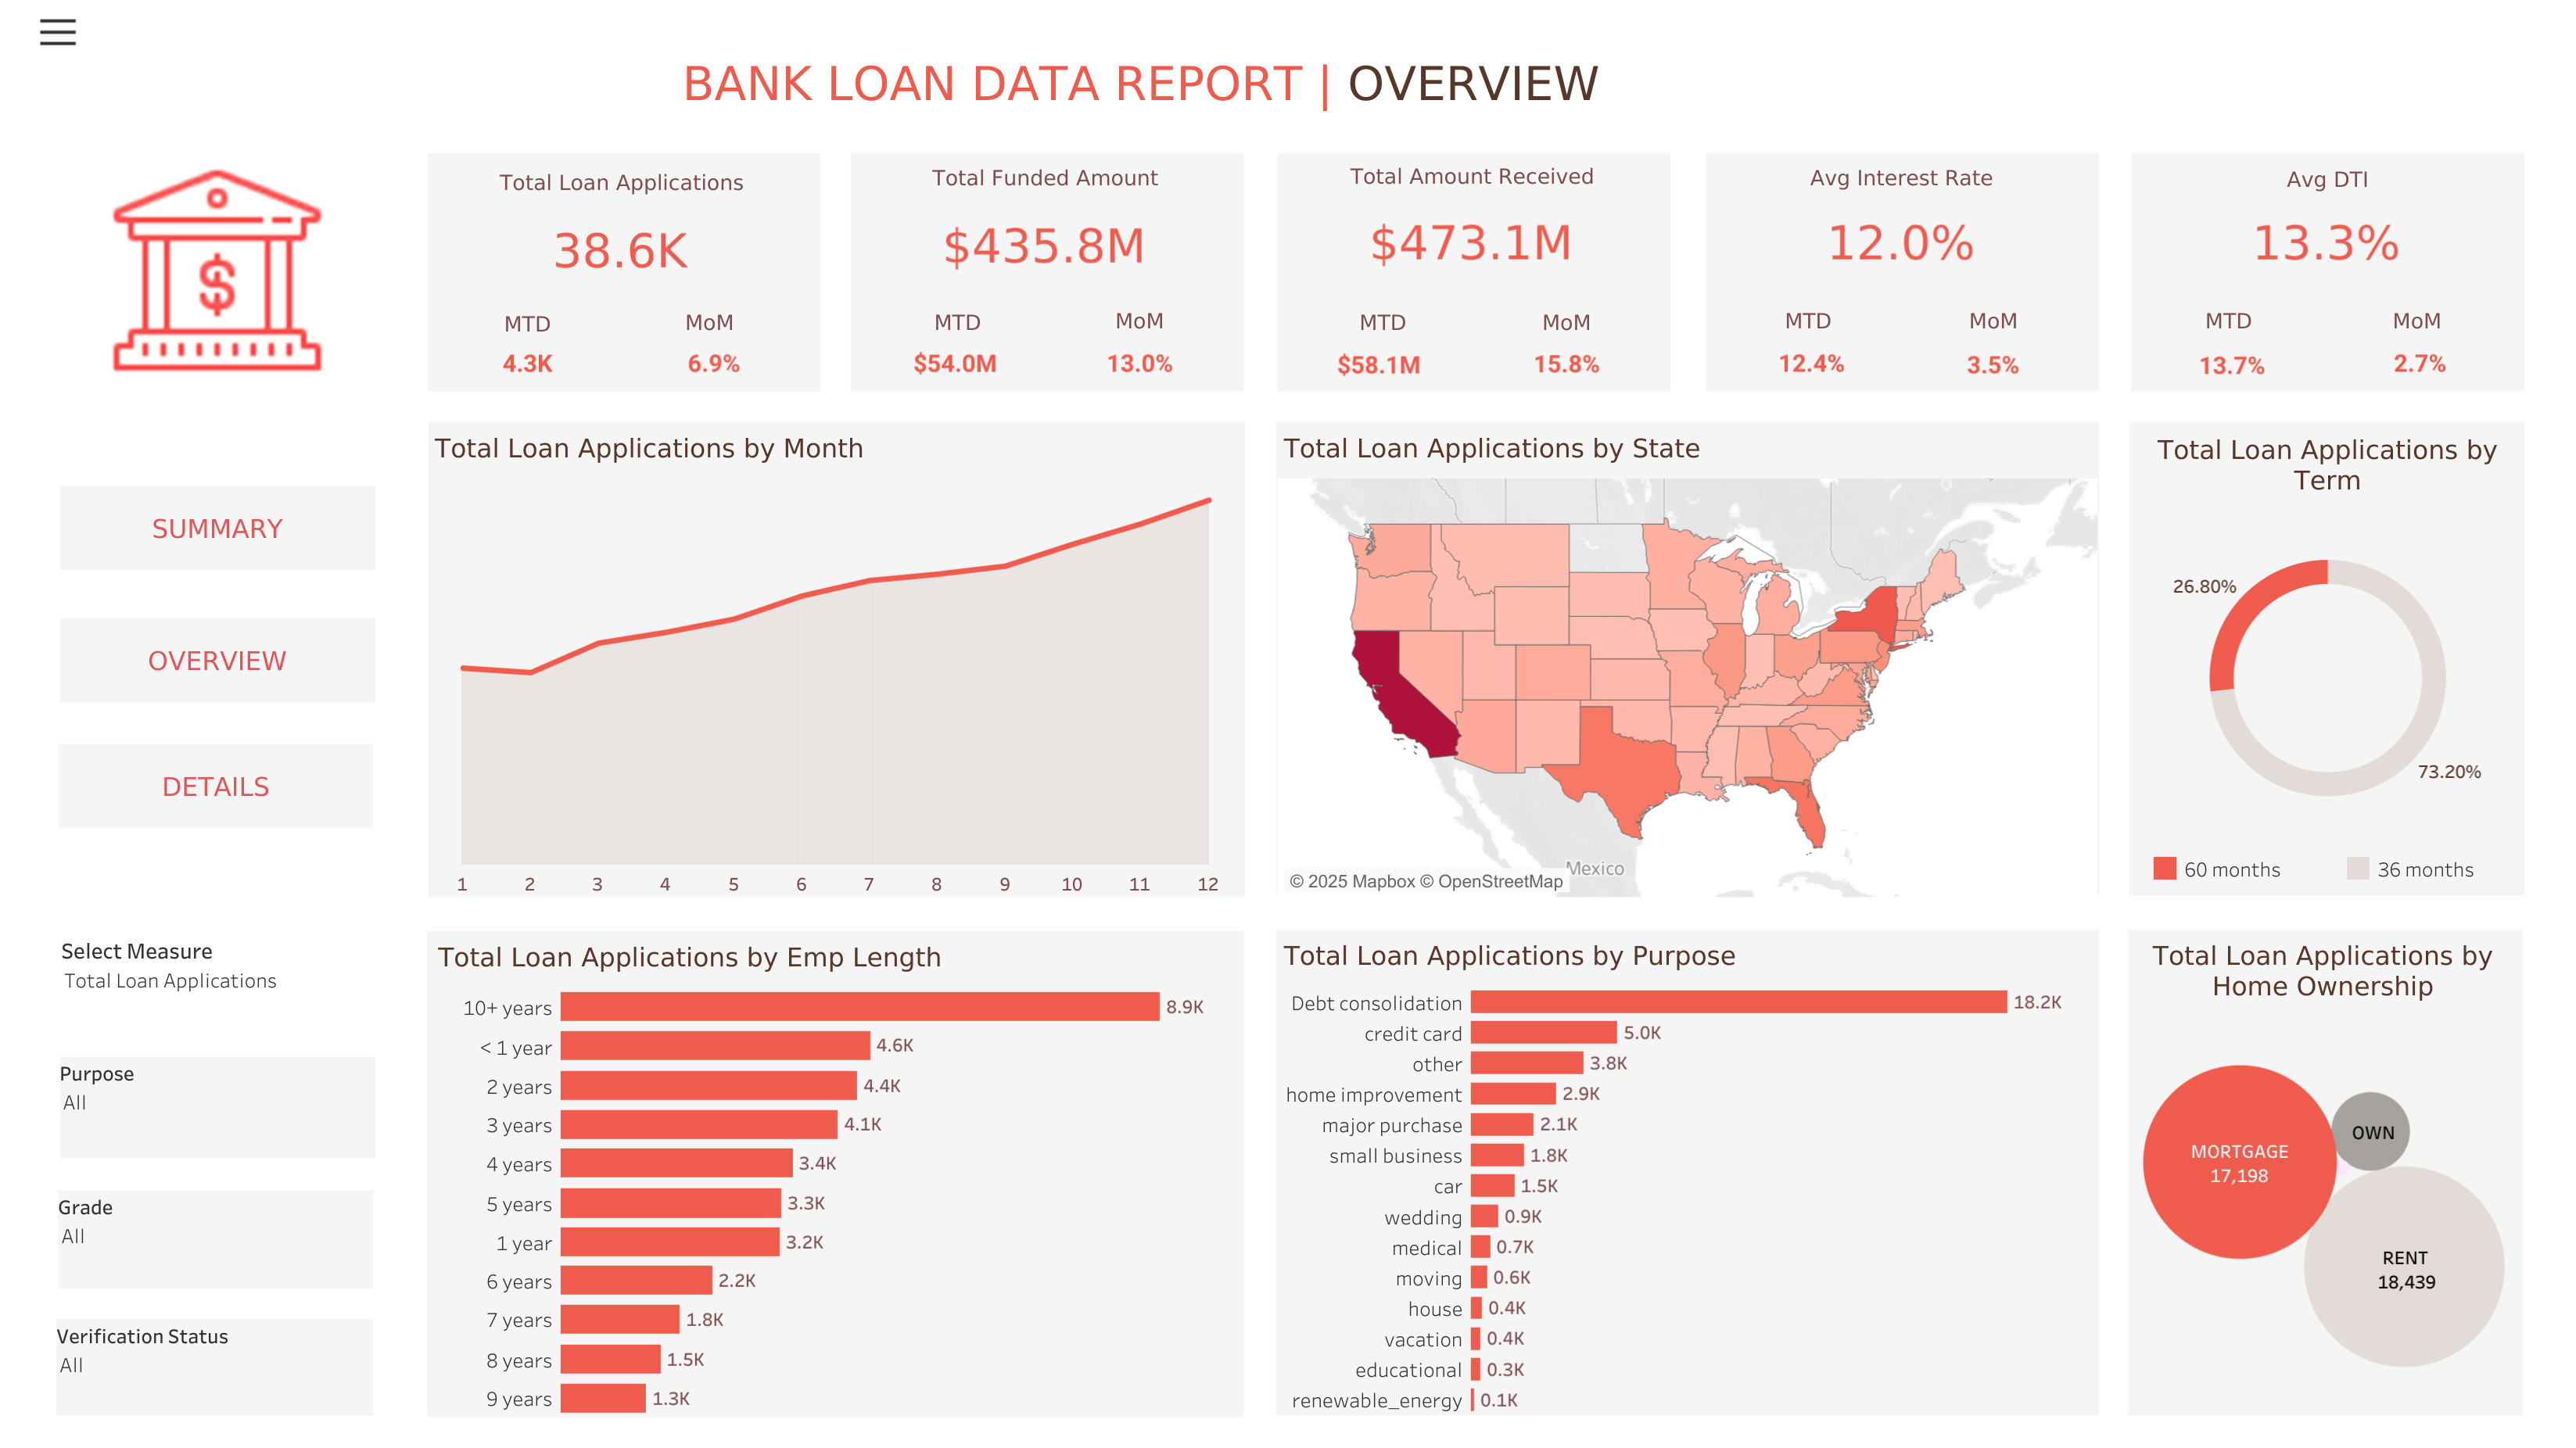 BANK LOAN DATA REPORT | OVERVIEW
$
Total Loan Applications
38.6K
MTD MoM
4.3K 6.9%
Total Funded Amount
$435.8M
MTD MoM
$54.0M 13.0%
Total Amount Received
$473.1M
MTD MoM
$58.1M 15.8%
Avg Interest Rate
12.0%
MTD MoM
12.4% 3.5%
Avg DTI
13.3%
MTD MoM
13.7% 2.7%
SUMMARY
OVERVIEW
DETAILS
Select Measure
Total Loan Applications
Purpose
All
Grade
All
Verification Status
All
Total Loan Applications by Month
1 2 3 4 5 6 7 8 9 10 11 12
Total Loan Applications by State
Mexico
© 2025 Mapbox © OpenStreetMap
Total Loan Applications by
Term
26.80%
73.20%
60 months 36 months
Total Loan Applications by Emp Length
10+ years 8.9K
< 1 year 4.6K
2 years 4.4K
3 years 4.1K
4 years 3.4K
5 years 3.3K
1 year 3.2K
6 years 2.2K
7 years 1.8K
8 years 1.5K
9 years 1.3K
Total Loan Applications by Purpose
Debt consolidation 18.2K
credit card 5.0K
other 3.8K
home improvement 2.9K
major purchase 2.1K
small business 1.8K
car 1.5K
wedding 0.9K
medical 0.7K
moving 0.6K
house 0.4K
vacation 0.4K
educational 0.3K
renewable_energy 0.1K
Total Loan Applications by
Home Ownership
OWN
MORTGAGE
17,198
RENT
18,439